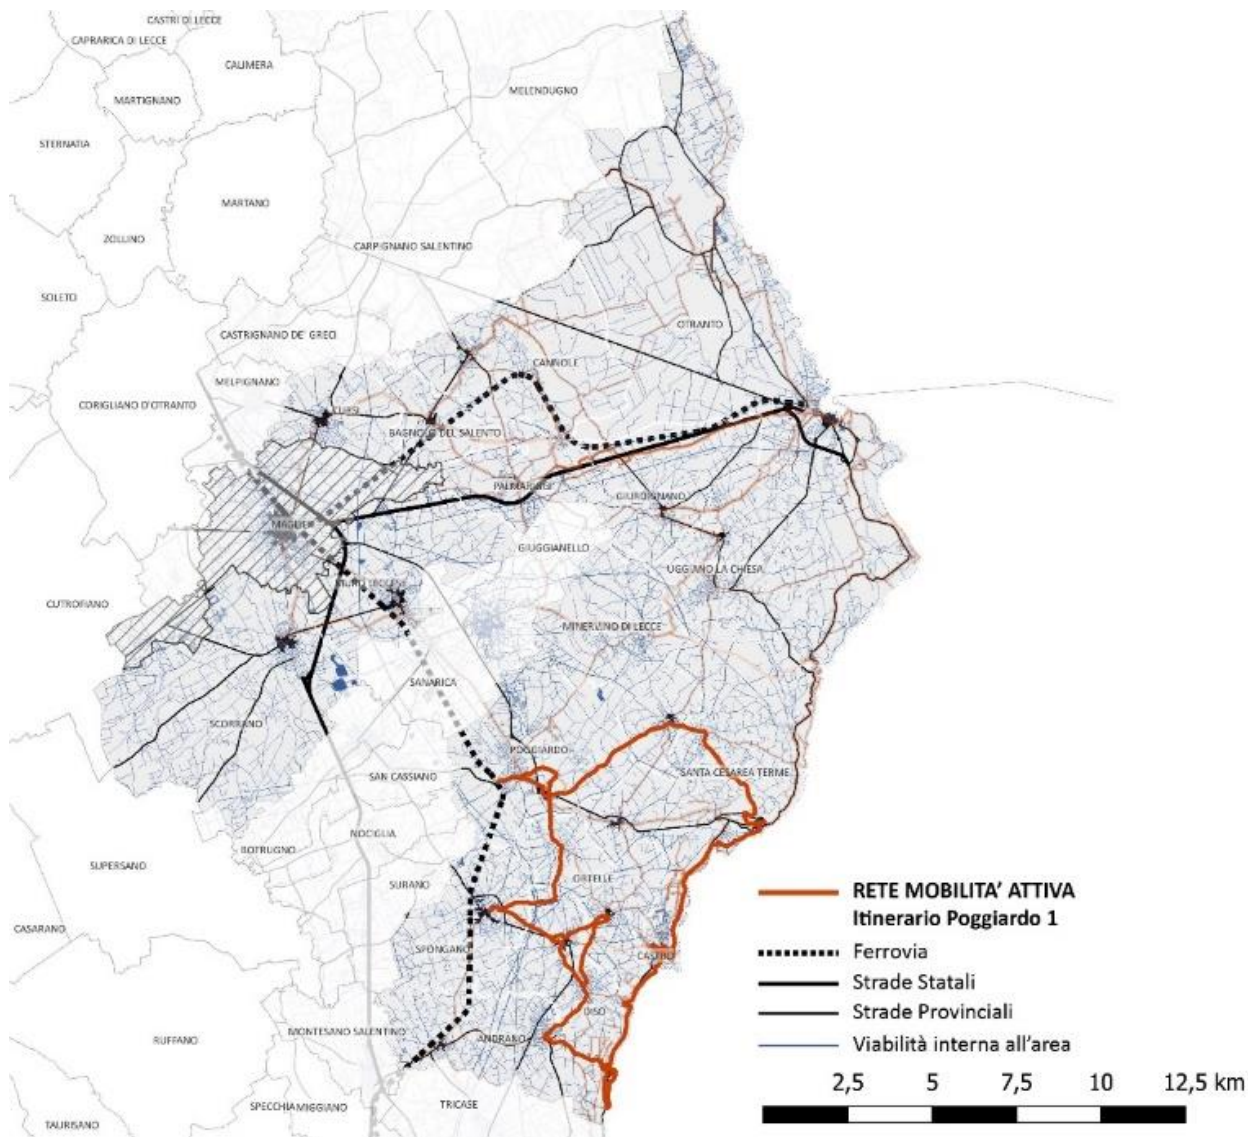 CASTRI DI LECCE
CAPRARICA DI LECCE
CALIMERA
MELENDUGNO
MARTIGNANO
STERNATIA
MARTANO
ZOLLINO
CARPIGNANO SALENTINO
SOLETO
OTRANTO
CASTRIGNANO DE' GRECI
CANNOLE
MELPIGNANO
CORIGLIANO D'OTRANTO
CURSI
BAGNOLO DEL SALENTO
PALMARIGGI
GIURDIGNANO
MAGLIE
GIUGGIANELLO
UGGIANO LA CHIESA
MURO LECCESE
CUTROFIANO
MINERVINO DI LECCE
SANARICA
SCORRANO
POGGIARDO
SAN CASSIANO
SANTA CESAREA TERME
NOCIGLIA
BOTRUGNO
SUPERSANO
SURANO
ORTELLE
CASARANO
SPONGANO
CASTRO
DISO
MONTESANO SALENTINO
RUFFANO
ANDRANO
SPECCHIA
MIGGIANO
TRICASE
TAURISANO
RETE MOBILITA' ATTIVA
Itinerario Poggiardo 1
Ferrovia
Strade Statali
Strade Provinciali
Viabilità interna all'area
2,5 5 7,5 10 12,5 km